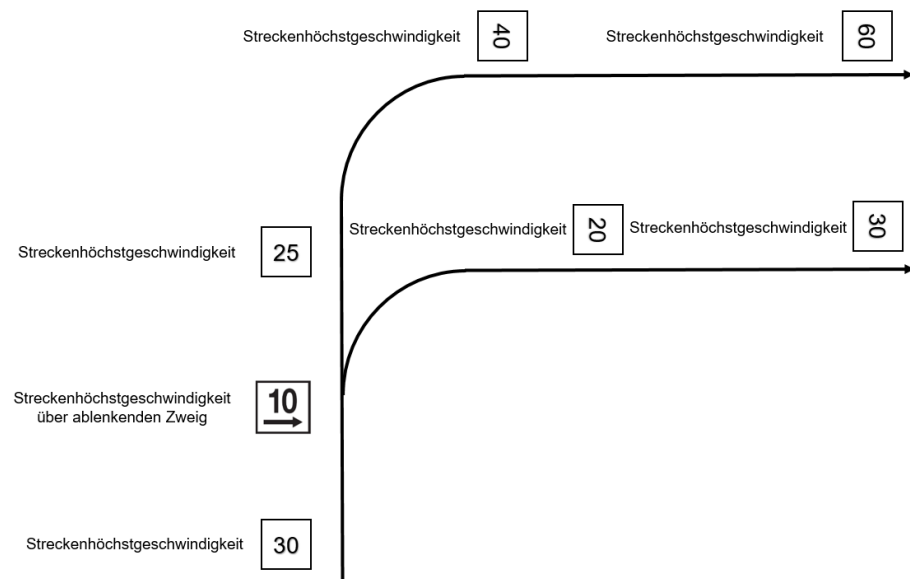 Streckenhöchstgeschwindigkeit 40
Streckenhöchstgeschwindigkeit 60
Streckenhöchstgeschwindigkeit 25
Streckenhöchstgeschwindigkeit 20
Streckenhöchstgeschwindigkeit 30
Streckenhöchstgeschwindigkeit
über ablenkenden Zweig
10
Streckenhöchstgeschwindigkeit 30